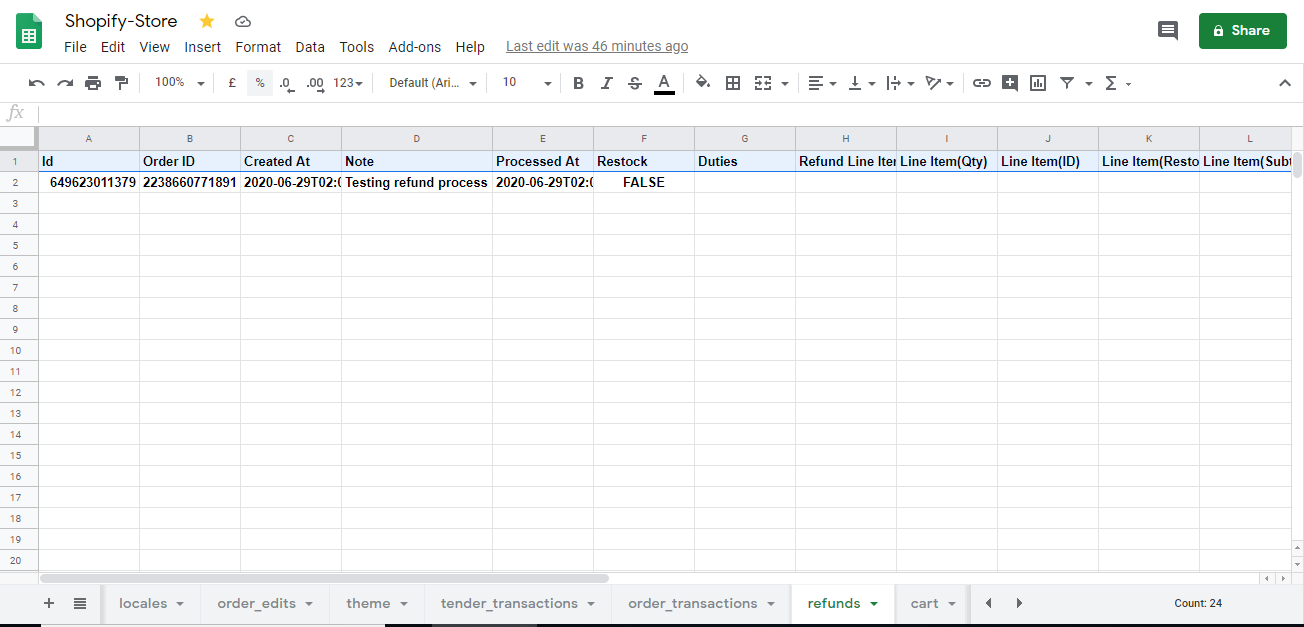 Shopify-Store
File Edit View Insert Format Data Tools Add-ons Help Last edit was 46 minutes ago
Share
100% £ % .0 .00 123 Default (Ari... 10 B I S A Σ
fx
A B C D E F G H I J K L
1 Id Order ID Created At Note Processed At Restock Duties Refund Line Iter Line Item(Qty) Line Item(ID) Line Item(Resto Line Item(Subt
2 649623011379 2238660771891 2020-06-29T02:0 Testing refund process 2020-06-29T02:0 FALSE
3
4
5
6
7
8
9
10
11
12
13
14
15
16
17
18
19
20
+ locales order_edits theme tender_transactions order_transactions refunds cart Count: 24